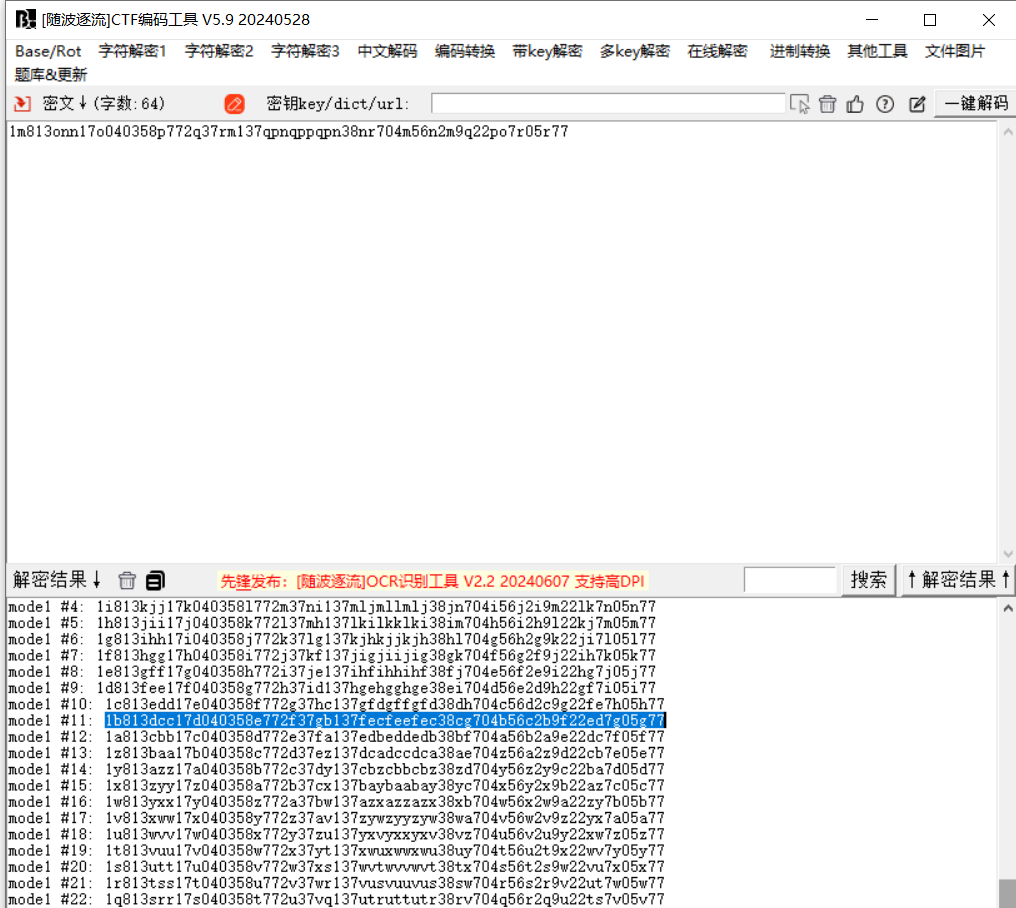 [随波逐流]CTF编码工具 V5.9 20240528
Base/Rot 字符解密1 字符解密2 字符解密3 中文解码 编码转换 带key解密 多key解密 在线解密 进制转换 其他工具 文件图片
题库&更新
密文↓(字数:64) 密钥key/dict/url: 一键解码
1m813onn17o040358p772q37rm137qpnqppqpn38nr704m56n2m9q22po7r05r77
解密结果↓ 先锋发布：[随波逐流]OCR识别工具 V2.2 20240607 支持高DPI 搜索 ↑解密结果↑
mode1 #4: 1i813kjj17k040358l772m37ni137mljmllmlj38jn704i56j2i9m22lk7n05n77
mode1 #5: 1h813jii17j040358k772l37mh137lkilkklki38im704h56i2h9l22kj7m05m77
mode1 #6: 1g813ihh17i040358j772k37lg137kjhkjjkjh38hl704g56h2g9k22ji7l05l77
mode1 #7: 1f813hgg17h040358i772j37kf137jigjiijig38gk704f56g2f9j22ih7k05k77
mode1 #8: 1e813gff17g040358h772i37je137ihfihhihf38fj704e56f2e9i22hg7j05j77
mode1 #9: 1d813fee17f040358g772h37id137hgehgghge38ei704d56e2d9h22gf7i05i77
mode1 #10: 1c813edd17e040358f772g37hc137gfdgffgfd38dh704c56d2c9g22fe7h05h77
mode1 #11: 1b813dcc17d040358e772f37gb137fecfeefec38cg704b56c2b9f22ed7g05g77
mode1 #12: 1a813cbb17c040358d772e37fa137edbeddedb38bf704a56b2a9e22dc7f05f77
mode1 #13: 1z813baa17b040358c772d37ez137dcadccdca38ae704z56a2z9d22cb7e05e77
mode1 #14: 1y813azz17a040358b772c37dy137cbzcbbcbz38zd704y56z2y9c22ba7d05d77
mode1 #15: 1x813zyy17z040358a772b37cx137baybaabay38yc704x56y2x9b22az7c05c77
mode1 #16: 1w813yxx17y040358z772a37bw137azxazzazx38xb704w56x2w9a22zy7b05b77
mode1 #17: 1v813xww17x040358y772z37av137zywzyyzyw38wa704v56w2v9z22yx7a05a77
mode1 #18: 1u813wvv17w040358x772y37zu137yxvyxxyxv38vz704u56v2u9y22xw7z05z77
mode1 #19: 1t813vuu17v040358w772x37yt137xwuxwwxwu38uy704t56u2t9x22wv7y05y77
mode1 #20: 1s813utt17u040358v772w37xs137wvtwvvwvt38tx704s56t2s9w22vu7x05x77
mode1 #21: 1r813tss17t040358u772v37wr137vusvuuvus38sw704r56s2r9v22ut7w05w77
mode1 #22: 1q813srr17s040358t772u37vq137utruttutr38rv704q56r2q9u22ts7v05v77